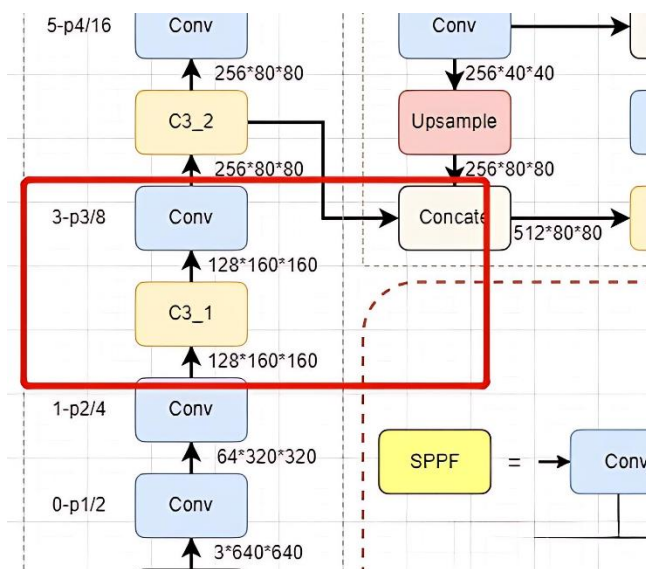 5-p4/16
Conv
Conv
256*80*80
256*40*40
C3_2
Upsample
256*80*80
256*80*80
3-p3/8
Conv
Concate
512*80*80
128*160*160
C3_1
128*160*160
1-p2/4
Conv
64*320*320
SPPF
=
Conv
0-p1/2
Conv
3*640*640